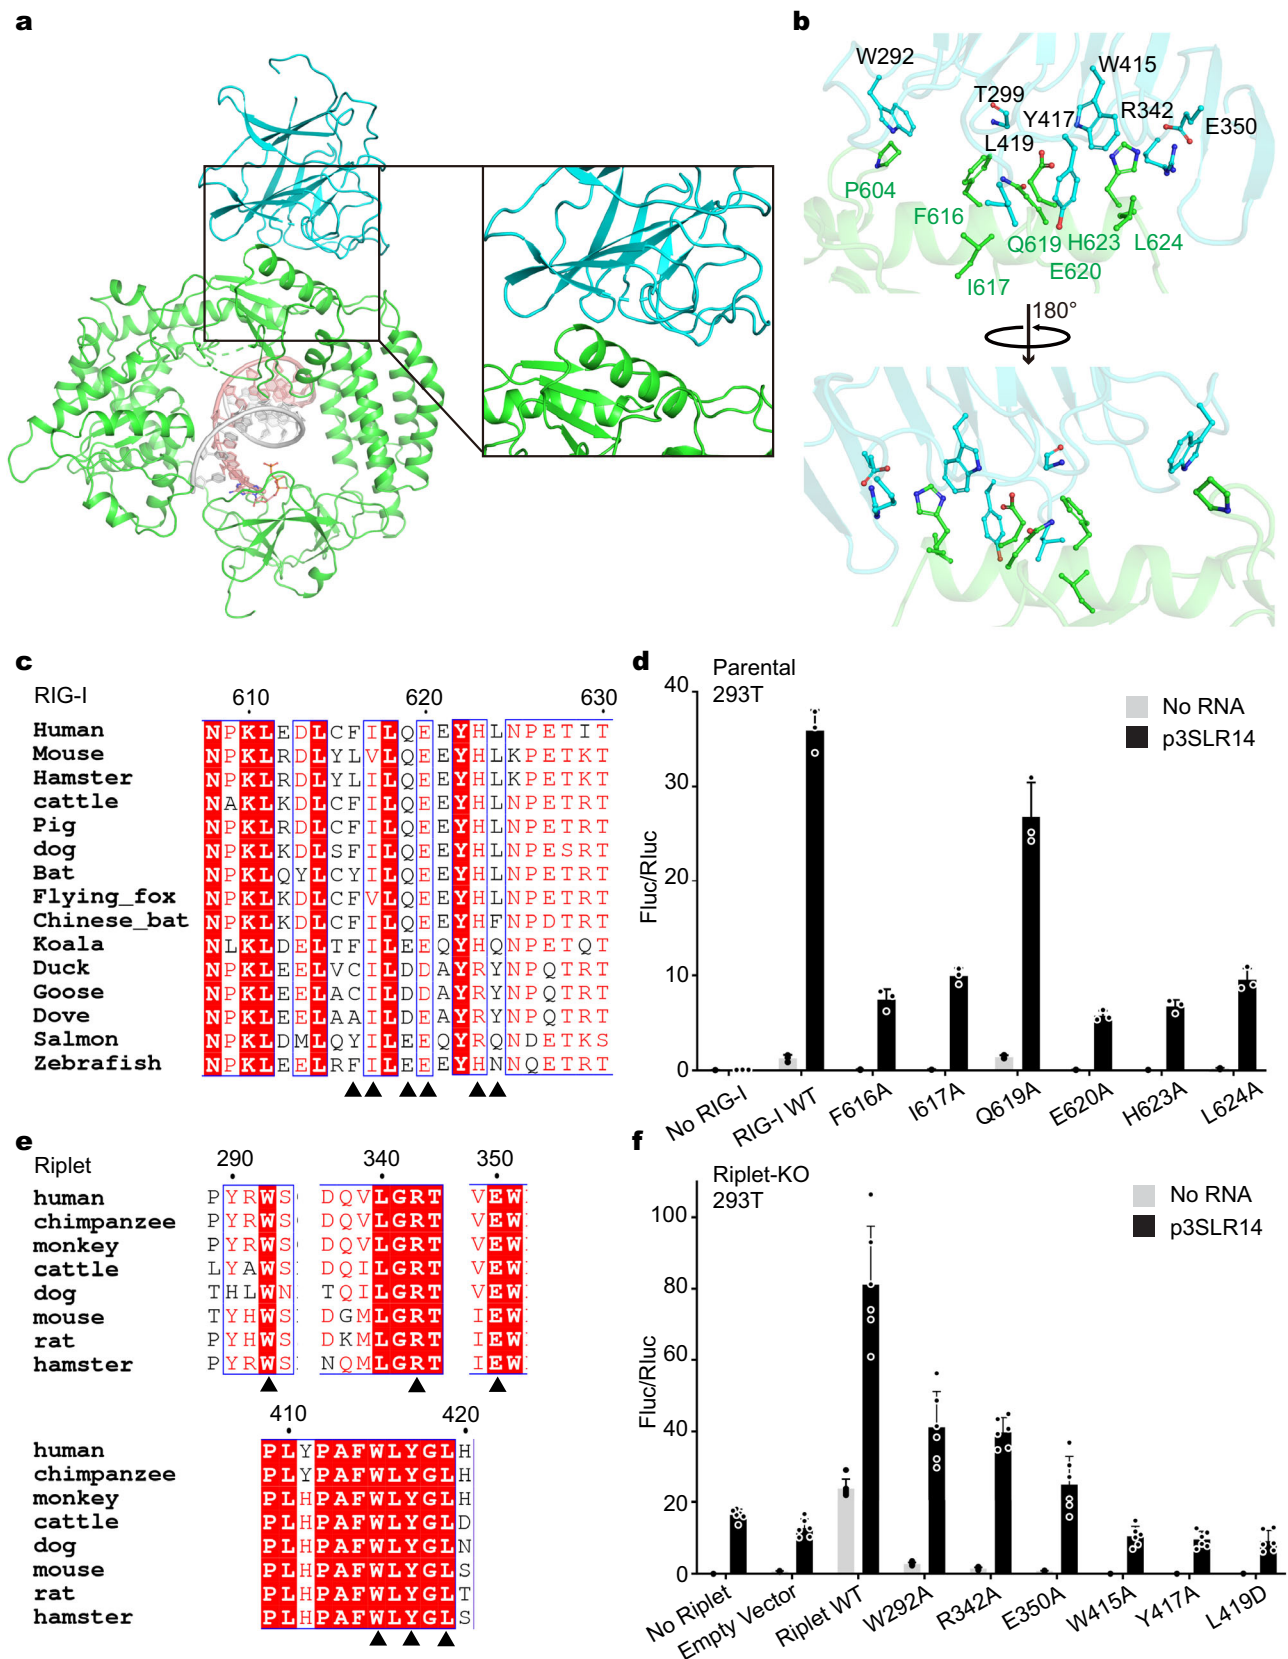 a
b
W292
W415
T299
Y417
R342
E350
L419
P604
F616
Q619
H623
L624
E620
I617
180°
c
RIG-I
610
620
630
Human NPKLEDLCFILQEEYHLNPETIT
Mouse NPKLRDLYLVLQEEYHLKPETKT
Hamster NPKLRDLYLILQEEYHLKPETKT
cattle NAKLKDLCFILQEEYHLNPETRT
Pig NPKLRDLCFILQEEYHLNPETRT
dog NPKLKDLSFILQEEYHLNPESRT
Bat NPKLQYLCYILQEEYHLNPETRT
Flying_fox NPKLKDLCFVLQEEYHLNPETRT
Chinese_bat NPKLKDLCFILQEEYHFNPDTRT
Koala NLKLDELTFILEEQYHQNPETQT
Duck NPKLEELVCILDDAYRYNPQTRT
Goose NPKLEELACILDDAYRYNPQTRT
Dove NPKLEELAAILDEAYRYNPQTRT
Salmon NPKLDMLQYILEEQYRQNDETKS
Zebrafish NPKLEELRFILEEEYHNNQETRT
d
Parental
293T
No RNA
p3SLR14
Fluc/Rluc
40
30
20
10
0
No RIG-I
RIG-I WT
F616A
I617A
Q619A
E620A
H623A
L624A
e
Riplet
290
340
350
human PYRWS DQVLGRT VEW
chimpanzee PYRWS DQVLGRT VEW
monkey PYRWS DQVLGRT VEW
cattle LYAWS DQILGRT VEW
dog THLWN TQILGRT VEW
mouse TYHWS DGMLGRT IEW
rat PYHWS DKMLGRT IEW
hamster PYRWS NQMLGRT IEW
410
420
human PLYPAFWLYGLH
chimpanzee PLYPAFWLYGLH
monkey PLHPAFWLYGLH
cattle PLHPAFWLYGLD
dog PLHPAFWLYGLN
mouse PLHPAFWLYGLS
rat PLHPAFWLYGLT
hamster PLHPAFWLYGLS
f
Riplet-KO
293T
No RNA
p3SLR14
Fluc/Rluc
100
80
60
40
20
0
No Riplet
Empty Vector
Riplet WT
W292A
R342A
E350A
W415A
Y417A
L419D